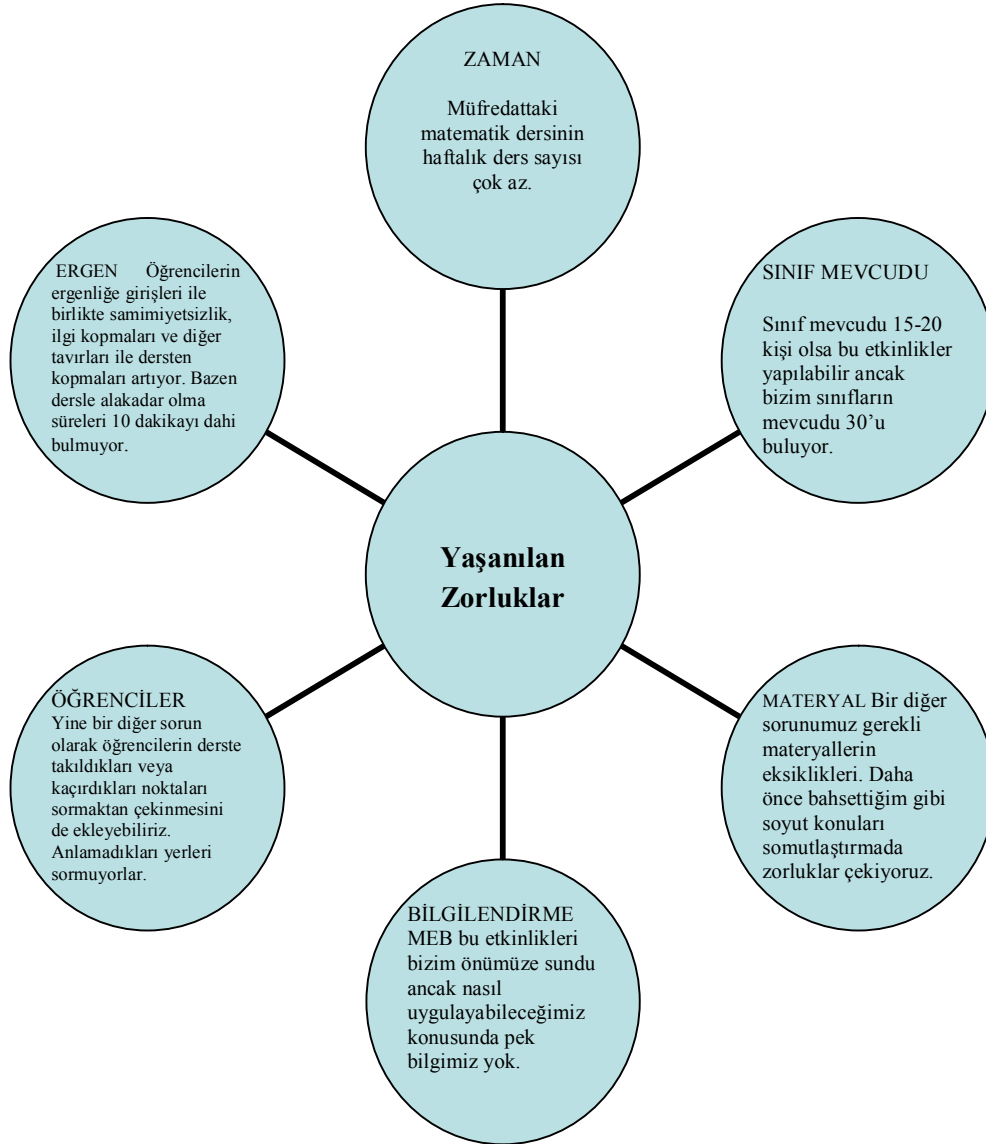 ZAMAN
Müfredattaki
matematik dersinin
haftalık ders sayısı
çok az.
ERGEN Öğrencilerin
ergenliğe girişleri ile
birlikte samimiyetsizlik,
ilgi kopmaları ve diğer
tavırları ile dersten
kopmaları artıyor. Bazen
dersle alakadar olma
süreleri 10 dakikayı dahi
bulmuyor.
SINIF MEVCUDU
Sınıf mevcudu 15-20
kişi olsa bu etkinlikler
yapılabilir ancak
bizim sınıfların
mevcudu 30’u
buluyor.
Yaşanılan
Zorluklar
ÖĞRENCİLER
Yine bir diğer sorun
olarak öğrencilerin derste
takıldıkları veya
kaçırdıkları noktaları
sormaktan çekinmesini
de ekleyebiliriz.
Anlamadıkları yerleri
sormuyorlar.
MATERYAL Bir diğer
sorunumuz gerekli
materyallerin
eksiklikleri. Daha
önce bahsettiğim gibi
soyut konuları
somutlaştırmada
zorluklar çekiyoruz.
BİLGİLENDİRME
MEB bu etkinlikleri
bizim önümüze sundu
ancak nasıl
uygulayabileceğimiz
konusunda pek
bilgimiz yok.